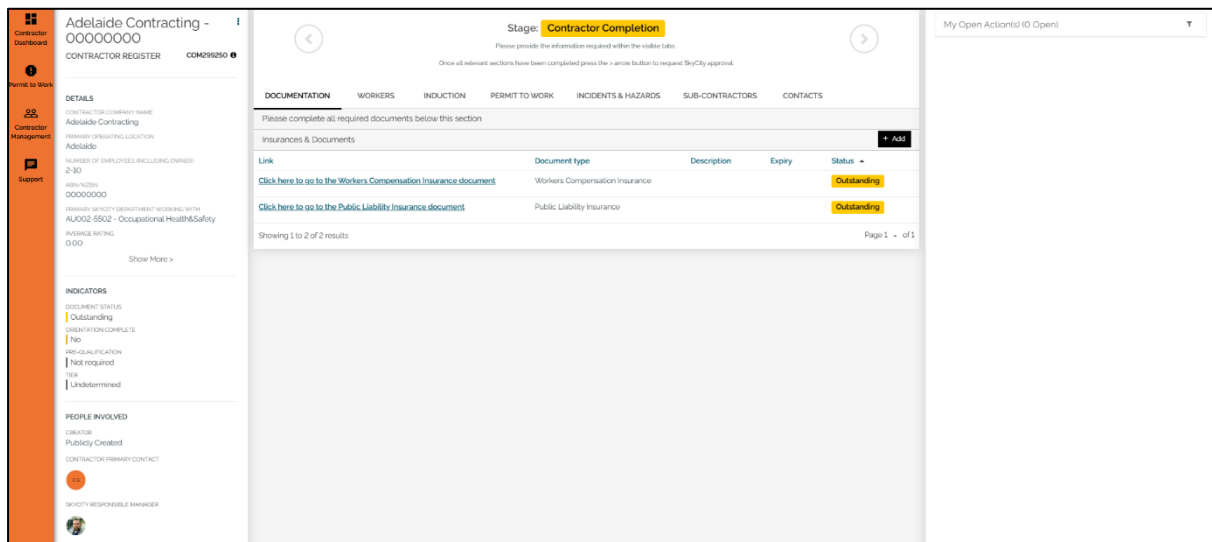 Contractor
Dashboard
Permit to Work
Contractor
Management
Support
Adelaide Contracting -
00000000
CONTRACTOR REGISTER COM299250
DETAILS
CONTRACTOR COMPANY NAME
Adelaide Contracting
PRIMARY OPERATING LOCATION
Adelaide
NUMBER OF EMPLOYEES (INCLUDING OWNER)
2-10
ABN/NZBN
00000000
PRIMARY SKYCITY DEPARTMENT WORKING WITH
AU002-5502 - Occupational Health&Safety
AVERAGE RATING
0.00
Show More >
INDICATORS
DOCUMENT STATUS
Outstanding
ORIENTATION COMPLETE
No
PRE-QUALIFICATION
Not required
TIER
Undetermined
PEOPLE INVOLVED
CREATOR
Publicly Created
CONTRACTOR PRIMARY CONTACT
SKYCITY RESPONSIBLE MANAGER
Stage: Contractor Completion
Please provide the information required within the visible tabs.
Once all relevant sections have been completed press the > arrow button to request SkyCity approval.
DOCUMENTATION WORKERS INDUCTION PERMIT TO WORK INCIDENTS & HAZARDS SUB-CONTRACTORS CONTACTS
Please complete all required documents below this section
Insurances & Documents + Add
Link Document type Description Expiry Status
Click here to go to the Workers Compensation Insurance document Workers Compensation Insurance Outstanding
Click here to go to the Public Liability Insurance document Public Liability Insurance Outstanding
Showing 1 to 2 of 2 results Page 1 of 1
My Open Action(s) (0 Open)